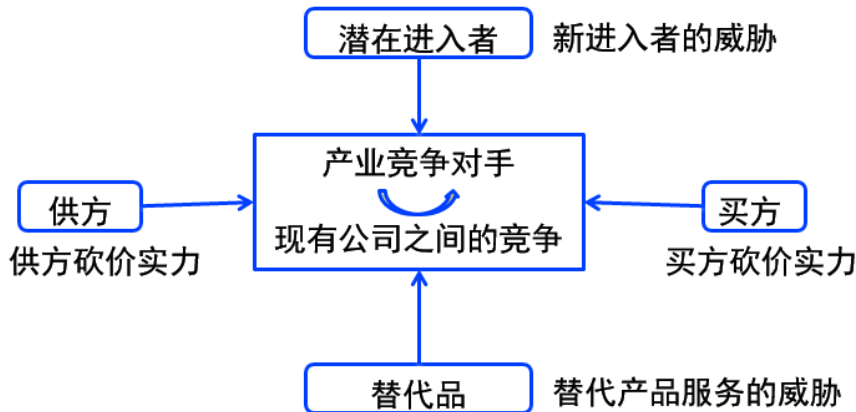 潜在进入者
新进入者的威胁
产业竞争对手
供方
买方
现有公司之间的竞争
供方砍价实力
买方砍价实力
替代品
替代产品服务的威胁